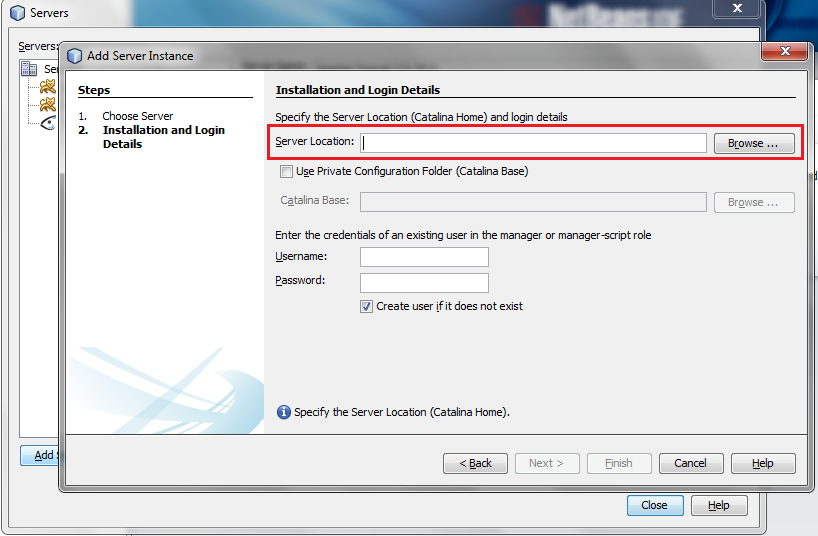 Servers
X
NetBeans IDE
Servers:
Add Server Instance
X
Ser
Steps
1. Choose Server
2. Installation and Login
Details
Installation and Login Details
Specify the Server Location (Catalina Home) and login details
Server Location:
Browse ...
Use Private Configuration Folder (Catalina Base)
Catalina Base:
Browse ...
Enter the credentials of an existing user in the manager or manager-script role
Username:
Password:
Create user if it does not exist
Specify the Server Location (Catalina Home).
Add S
< Back
Next >
Finish
Cancel
Help
Close
Help